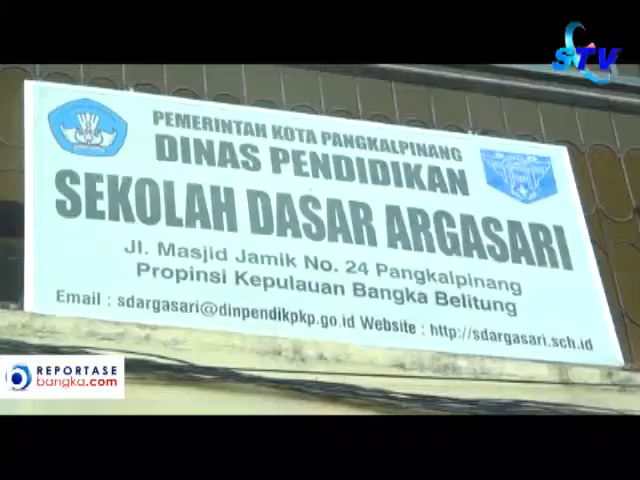 STV
PEMERINTAH KOTA PANGKALPINANG
DINAS PENDIDIKAN
SEKOLAH DASAR ARGASARI
Jl. Masjid Jamik No. 24 Pangkalpinang
Propinsi Kepulauan Bangka Belitung
Email : sdargasari@dinpendikpkp.go.id Website : http://sdargasari.sch.id
REPORTASE
bangka.com